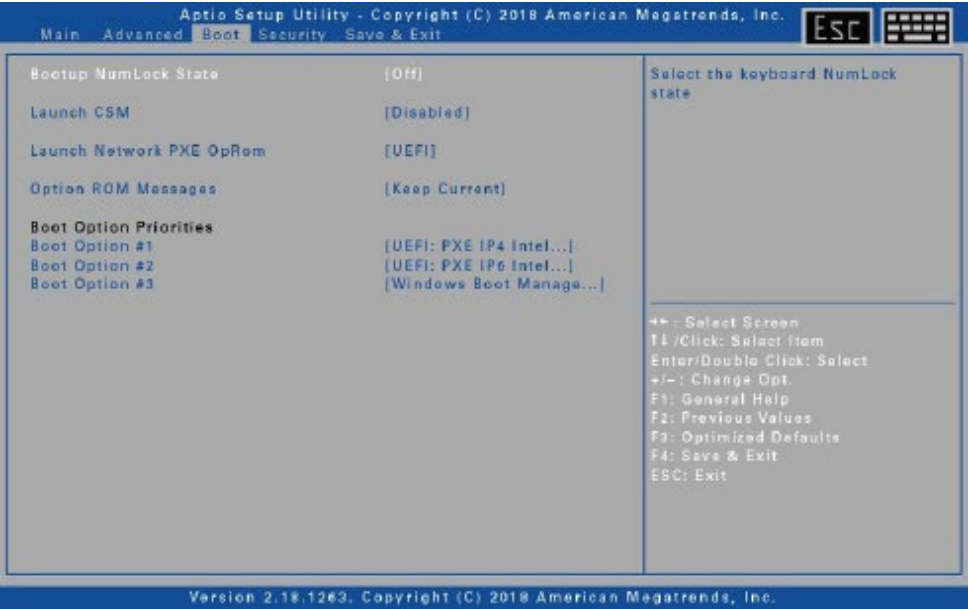 Aptio Setup Utility - Copyright (C) 2018 American Megatrends, Inc.
Main Advanced Boot Security Save & Exit
Esc
Bootup NumLock State [Off]
Launch CSM [Disabled]
Launch Network PXE OpRom [UEFI]
Option ROM Messages [Keep Current]
Boot Option Priorities
Boot Option #1 [UEFI: PXE IP4 Intel...]
Boot Option #2 [UEFI: PXE IP6 Intel...]
Boot Option #3 [Windows Boot Manage...]
Select the keyboard NumLock
state
→←: Select Screen
↑↓/Click: Select Item
Enter/Double Click: Select
+/-: Change Opt.
F1: General Help
F2: Previous Values
F3: Optimized Defaults
F4: Save & Exit
ESC: Exit
Version 2.18.1263. Copyright (C) 2018 American Megatrends, Inc.